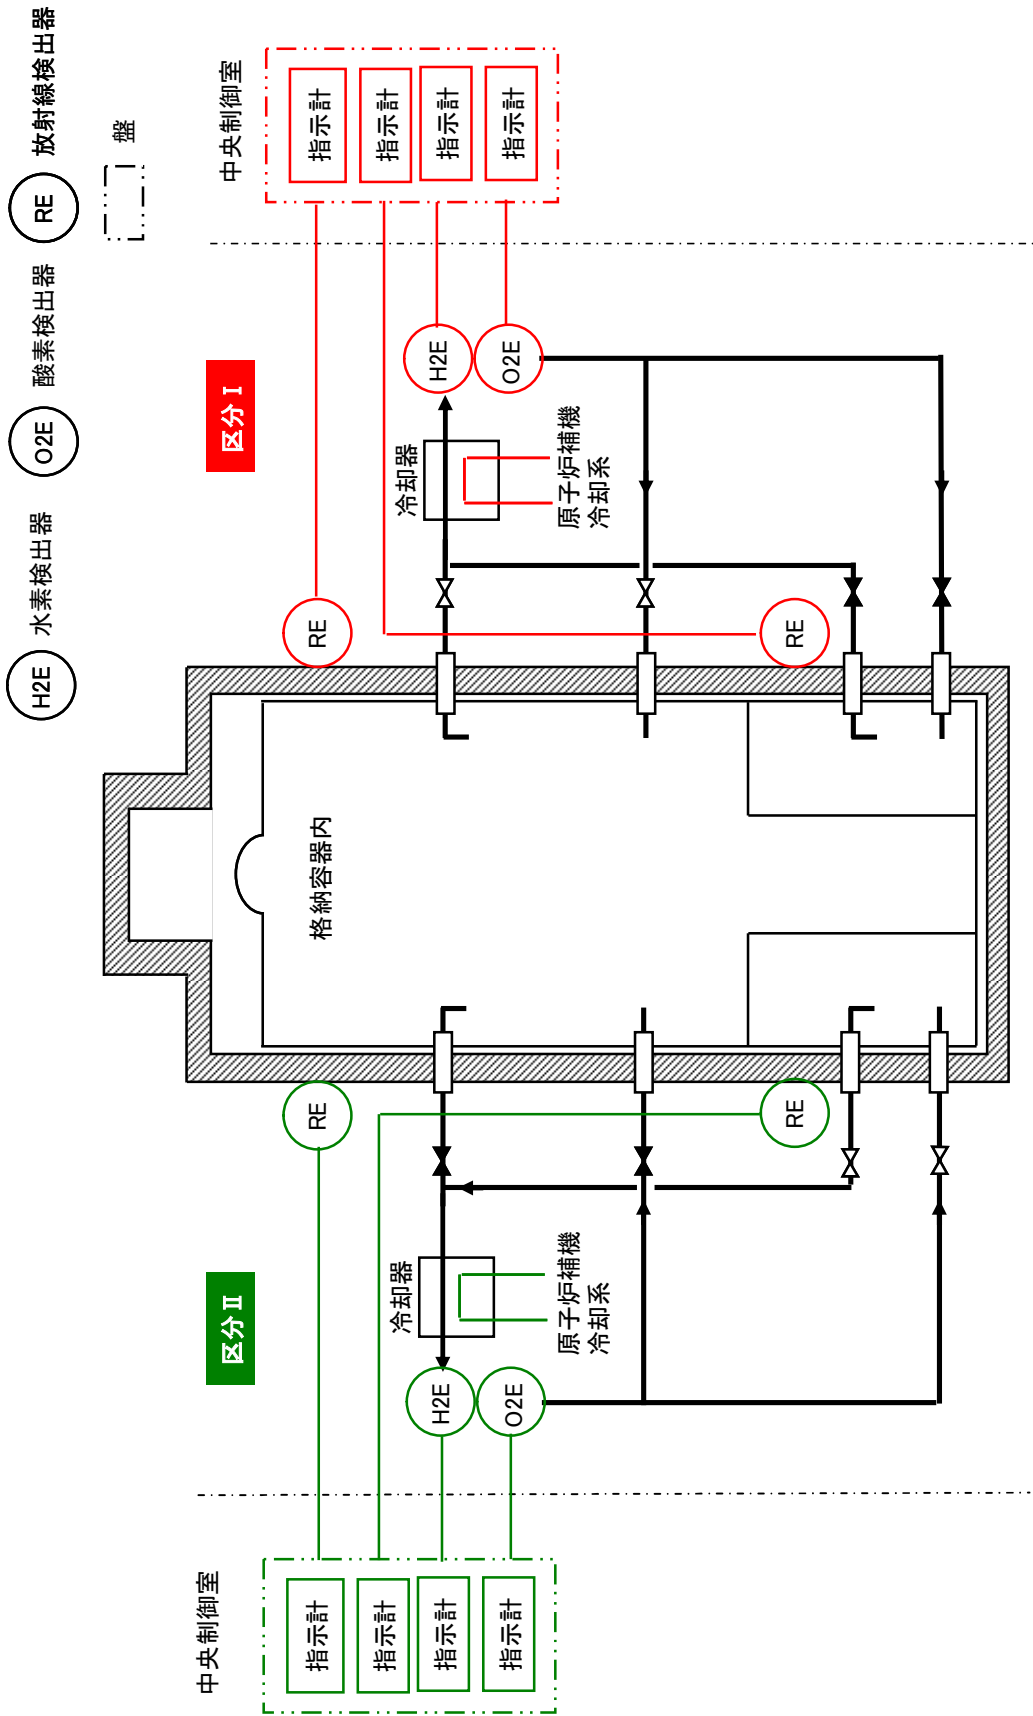 H2E 水素検出器
O2E 酸素検出器
RE 放射線検出器
盤
中央制御室
区分Ⅱ
区分Ⅰ
中央制御室
指示計
RE
格納容器内
RE
指示計
指示計
冷却器
冷却器
指示計
指示計
H2E
H2E
指示計
指示計
O2E
原子炉補機
冷却系
原子炉補機
冷却系
O2E
指示計
RE
RE